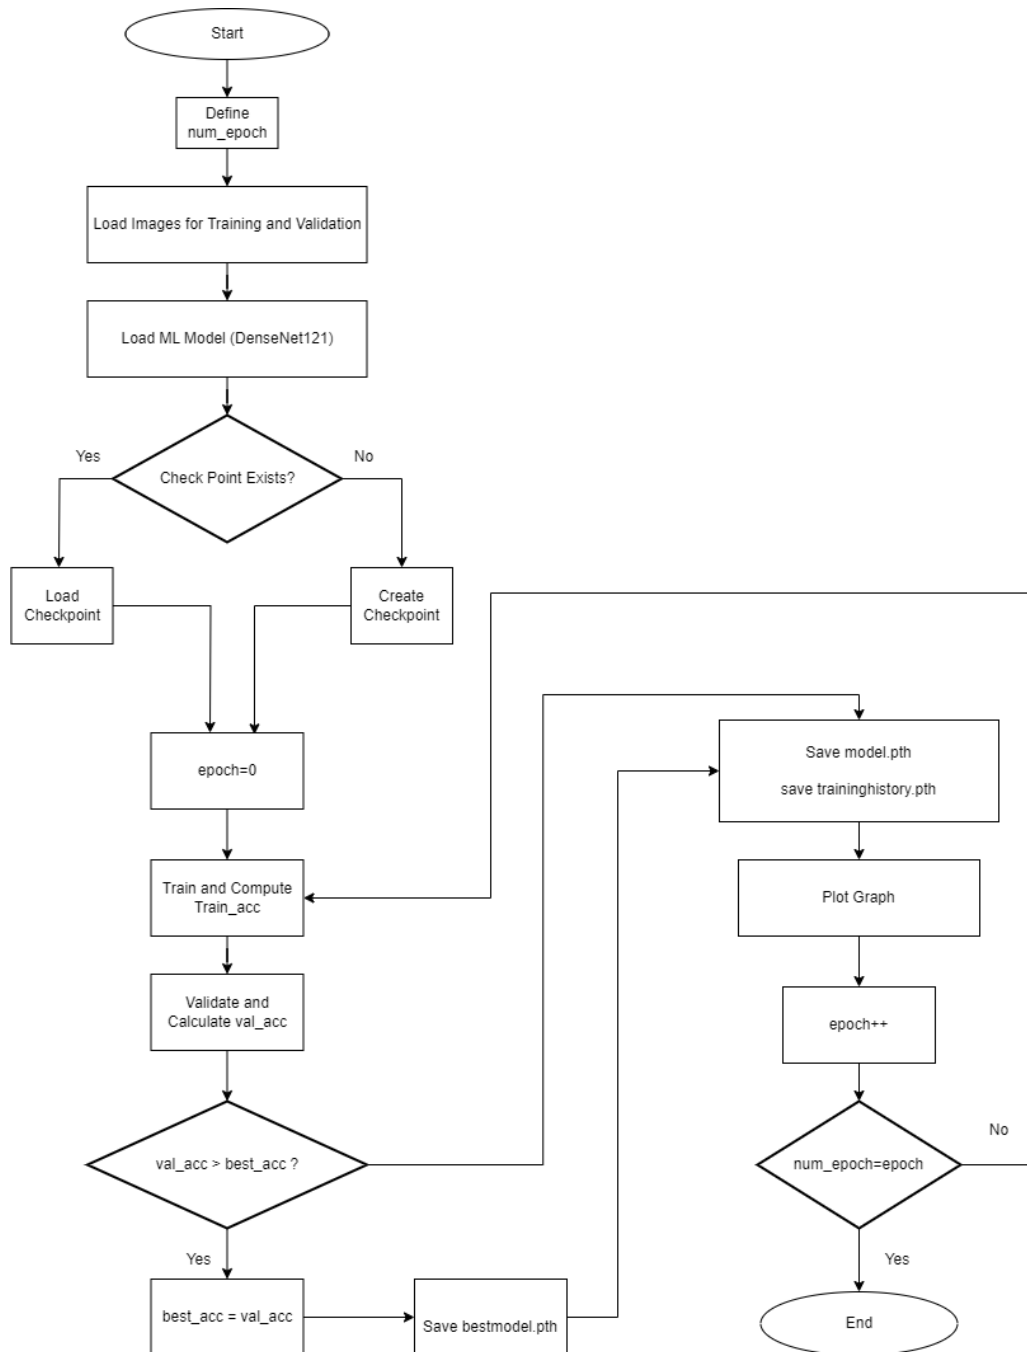 Start
Define
num_epoch
Load Images for Training and Validation
Load ML Model (DenseNet121)
Check Point Exists?
Yes
No
Load
Checkpoint
Create
Checkpoint
epoch=0
Train and Compute
Train_acc
Validate and
Calculate val_acc
val_acc > best_acc ?
Yes
best_acc = val_acc
Save bestmodel.pth
Save model.pth
save traininghistory.pth
Plot Graph
epoch++
num_epoch=epoch
No
Yes
End